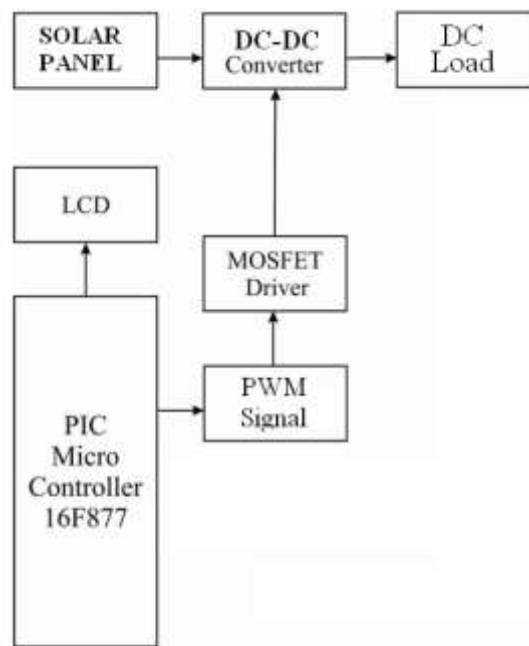 SOLAR
PANEL
DC-DC
Converter
DC
Load
LCD
MOSFET
Driver
PWM
Signal
PIC
Micro
Controller
16F877